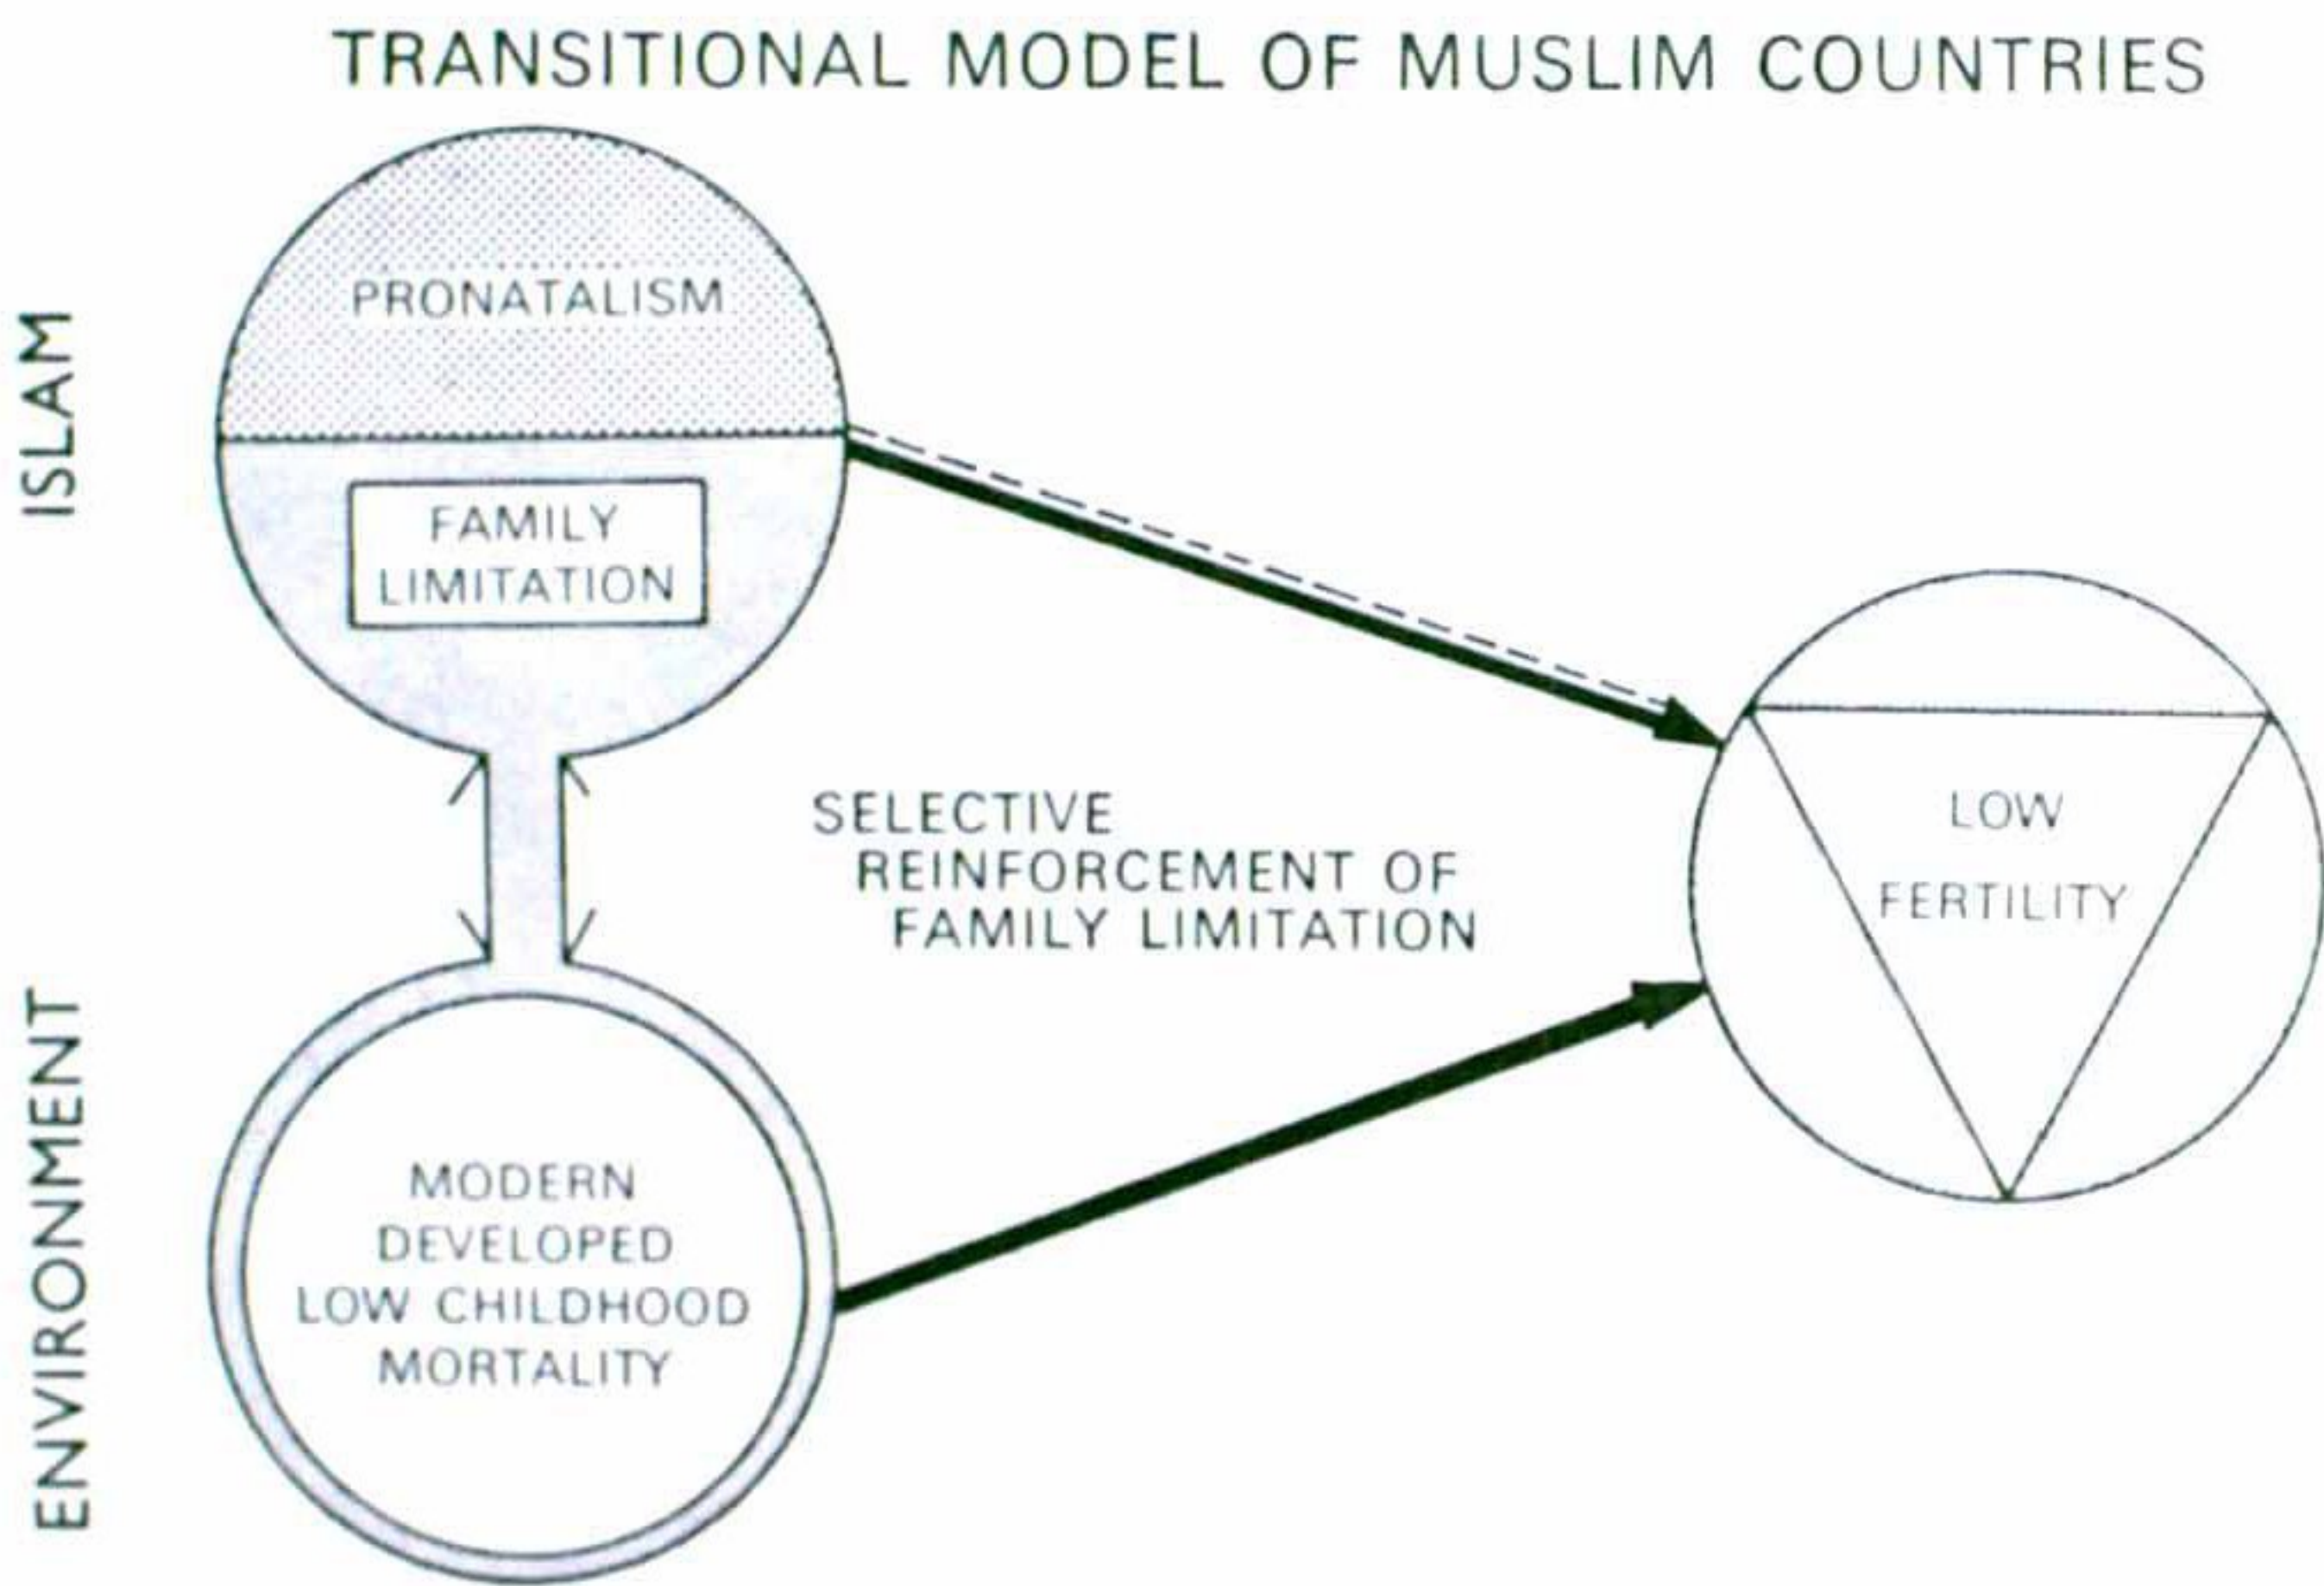 TRANSITIONAL MODEL OF MUSLIM COUNTRIES
ISLAM
PRONATALISM
FAMILY
LIMITATION
SELECTIVE
REINFORCEMENT OF
FAMILY LIMITATION
LOW
FERTILITY
ENVIRONMENT
MODERN
DEVELOPED
LOW CHILDHOOD
MORTALITY